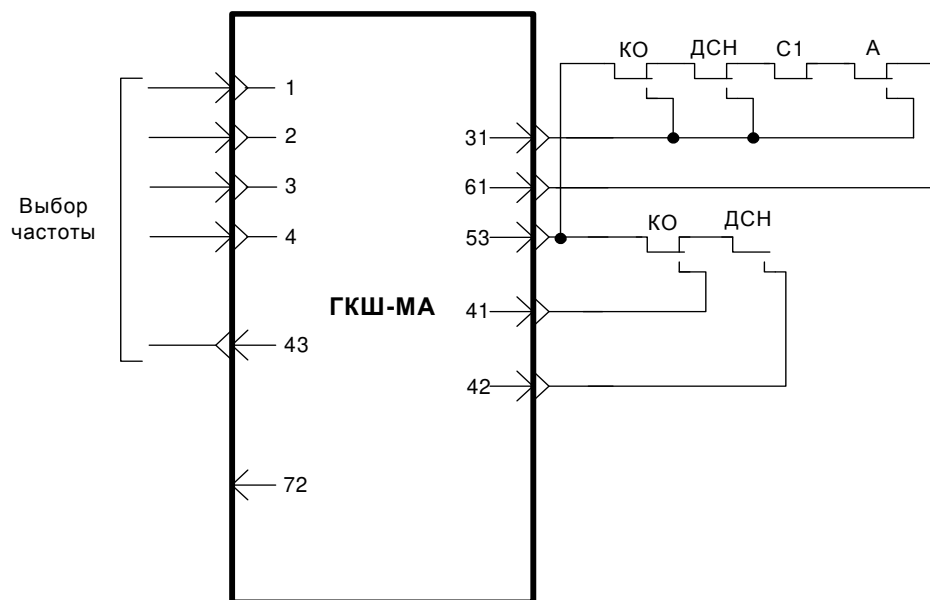 КО ДСН С1 А
1
2
3
4
43
72
Выбор
частоты
ГКШ-МА
31
61
53
41
42
КО ДСН